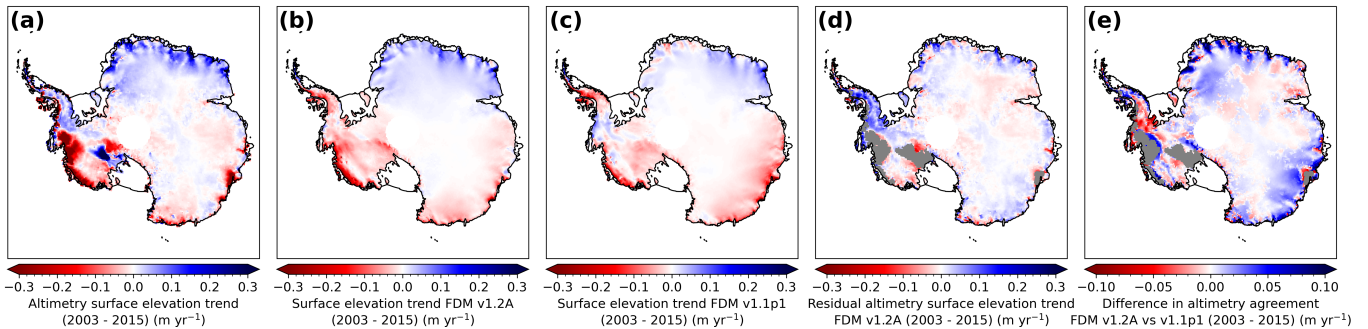 (a) (b) (c) (d) (e)
−0.3 −0.2 −0.1 0.0 0.1 0.2 0.3
Altimetry surface elevation trend
(2003 - 2015) (m yr⁻¹)
−0.3 −0.2 −0.1 0.0 0.1 0.2 0.3
Surface elevation trend FDM v1.2A
(2003 - 2015) (m yr⁻¹)
−0.3 −0.2 −0.1 0.0 0.1 0.2 0.3
Surface elevation trend FDM v1.1p1
(2003 - 2015) (m yr⁻¹)
−0.3 −0.2 −0.1 0.0 0.1 0.2 0.3
Residual altimetry surface elevation trend
FDM v1.2A (2003 - 2015) (m yr⁻¹)
−0.10 −0.05 0.00 0.05 0.10
Difference in altimetry agreement
FDM v1.2A vs v1.1p1 (2003 - 2015) (m yr⁻¹)